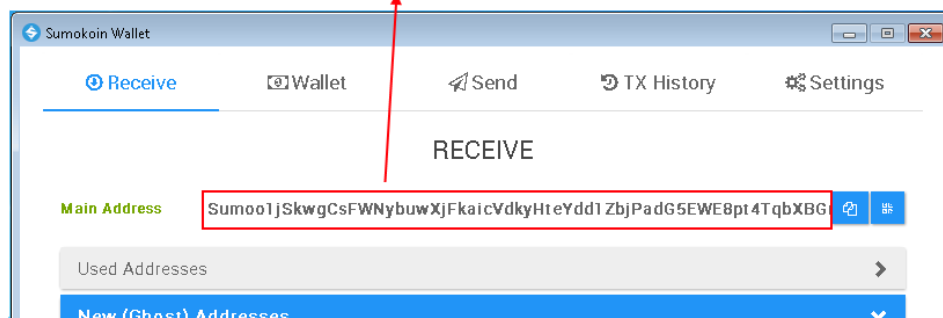 Sumokoin Wallet
Receive Wallet Send TX History Settings
RECEIVE
Main Address Sumoo1jSkwgCsFWNybuwXjFkaicVdkyHteYdd1ZbjPadG5EWE8pt4TqbXBG
Used Addresses
New (Ghost) Addresses